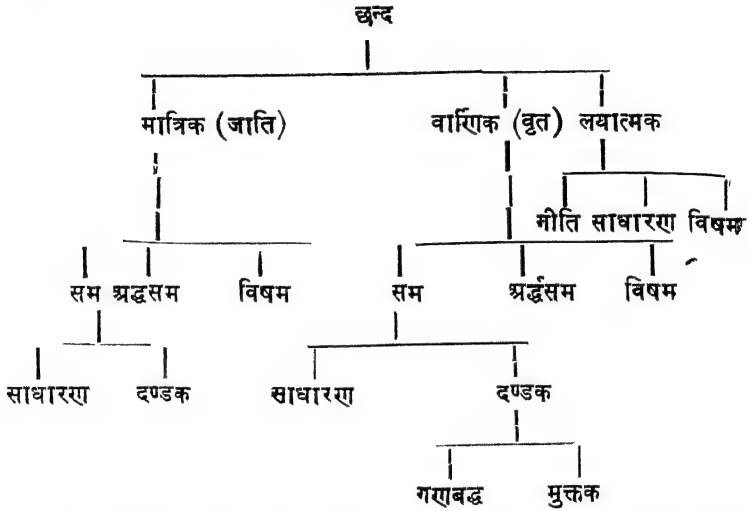 छन्द
मात्रिक (जाति) वार्णिक (वृत) लयात्मक
गीति साधारण विषम
सम अर्द्धसम विषम सम अर्द्धसम विषम
साधारण दण्डक साधारण दण्डक
गणबद्ध मुक्तक